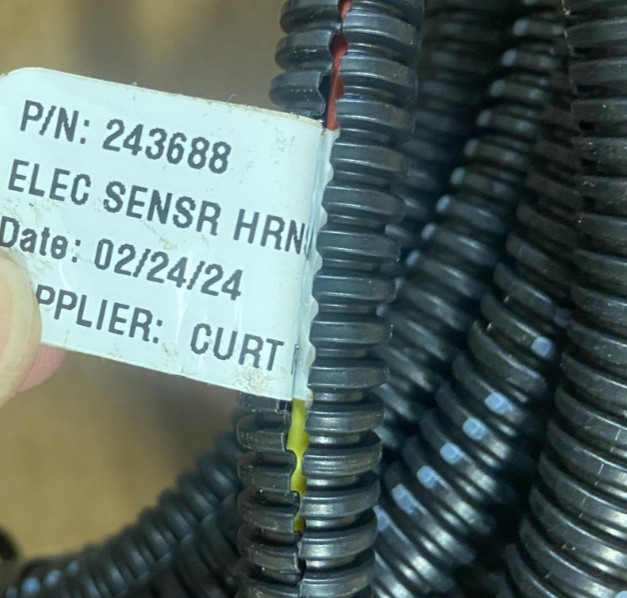 P/N: 243688
ELEC SENSR HRN
Date: 02/24/24
PPLIER: CURT